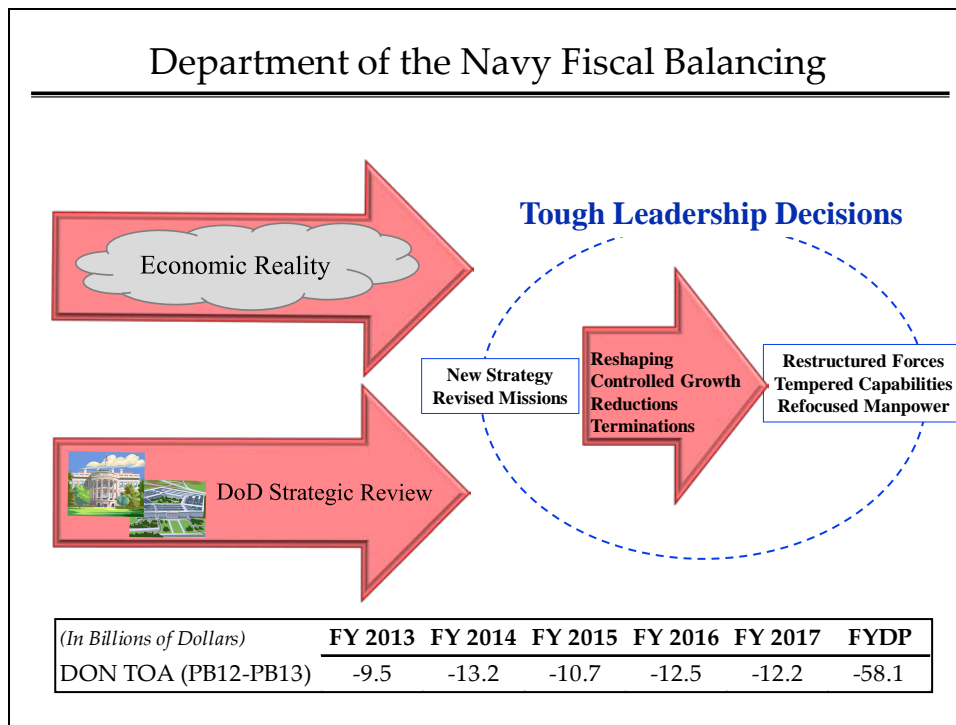 Department of the Navy Fiscal Balancing
Economic Reality
DoD Strategic Review
Tough Leadership Decisions
New Strategy
Revised Missions
Reshaping
Controlled Growth
Reductions
Terminations
Restructured Forces
Tempered Capabilities
Refocused Manpower
(In Billions of Dollars) FY 2013 FY 2014 FY 2015 FY 2016 FY 2017 FYDP
DON TOA (PB12-PB13) -9.5 -13.2 -10.7 -12.5 -12.2 -58.1